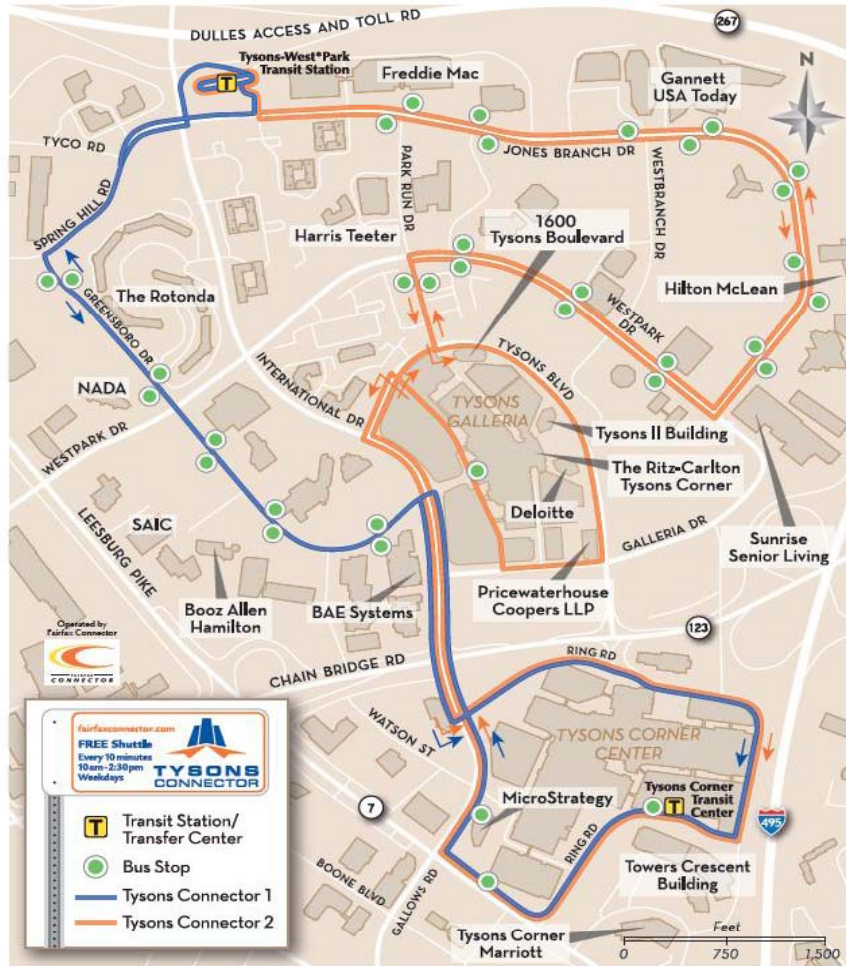 DULLES ACCESS AND TOLL RD
267
Tysons-West*Park
Transit Station
T
Freddie Mac
Gannett
USA Today
N
TYCO RD
JONES BRANCH DR
WESTBRANCH DR
PARK RUN DR
SPRING HILL RD
Harris Teeter
1600
Tysons Boulevard
The Rotonda
GREENSBORO DR
Hilton McLean
WESTPARK
DR
INTERNATIONAL DR
TYSONS BLVD
NADA
TYSONS
GALLERIA
Tysons II Building
WESTPARK DR
The Ritz-Carlton
Tysons Corner
LEESBURG PIKE
SAIC
Deloitte
GALLERIA DR
Sunrise
Senior Living
Booz Allen
Hamilton
BAE Systems
Pricewaterhouse
Coopers LLP
Operated by
Fairfax Connector
FAIRFAX
CONNECTOR
123
CHAIN BRIDGE RD
RING RD
WATSON ST
TYSONS CORNER
CENTER
fairfaxconnector.com
FREE Shuttle
Every 10 minutes
10am-2:30pm
Weekdays
TYSONS
CONNECTOR
7
MicroStrategy
T
Tysons Corner
Transit
Center
495
T
Transit Station/
Transfer Center
Bus Stop
Tysons Connector 1
Tysons Connector 2
RING RD
BOONE BLVD
GALLOWS RD
Towers Crescent
Building
Tysons Corner
Marriott
Feet
0 750 1,500